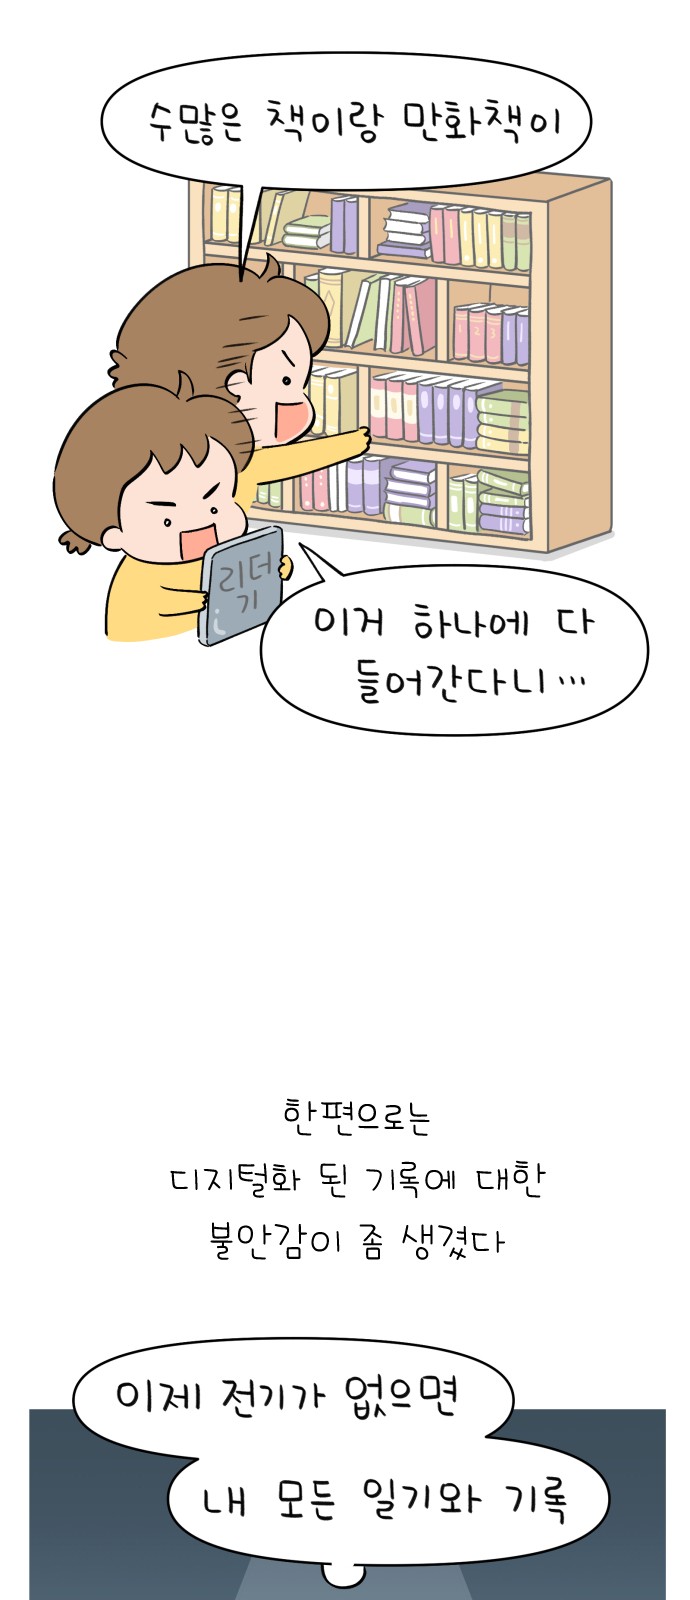 수많은 책이랑 만화책이
1 2 3
리더
기
이거 하나에 다
들어간다니…
한편으로는
디지털화 된 기록에 대한
불안감이 좀 생겼다
이제 전기가 없으면
내 모든 일기와 기록